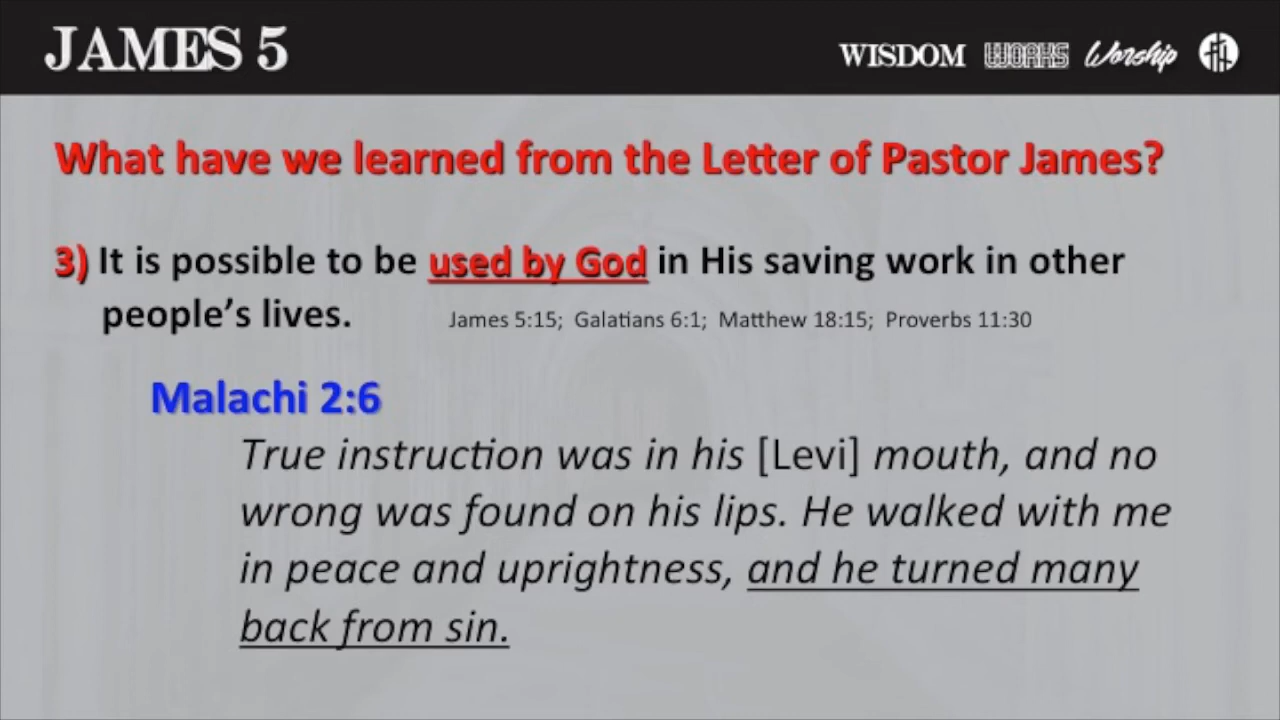 JAMES 5
WISDOM WORKS Worship
What have we learned from the Letter of Pastor James?
3) It is possible to be used by God in His saving work in other
people’s lives. James 5:15; Galatians 6:1; Matthew 18:15; Proverbs 11:30
Malachi 2:6
True instruction was in his [Levi] mouth, and no
wrong was found on his lips. He walked with me
in peace and uprightness, and he turned many
back from sin.